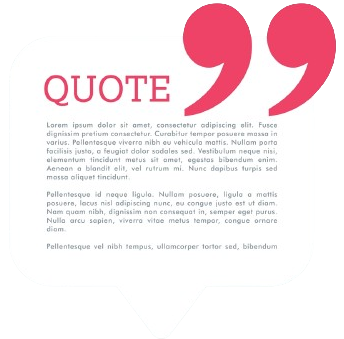 QUOTE
Lorem ipsum dolor sit amet, consectetur adipiscing elit. Fusce
dignissim pretium consectetur. Curabitur tempor posuere massa in
varius. Pellentesque viverra nibh eu vehicula mattis. Nullam porta
facilisis justo, a feugiat dolor sodales sed. Vestibulum neque nisi,
elementum tincidunt metus sit amet, egestas bibendum enim.
Aenean a blandit elit, vel rutrum mi. Nunc dapibus turpis sed
massa aliquet tincidunt.
Pellentesque id neque ligula. Nullam posuere, ligula a mattis
posuere, lacus nisl adipiscing nunc, eu congue justo est ut diam.
Nam quam nibh, dignissim non consequat in, semper eget purus.
Nulla arcu sapien, viverra vitae metus tempor, congue ornare
diam.
Pellentesque vel nibh tempus, ullamcorper tortor sed, bibendum